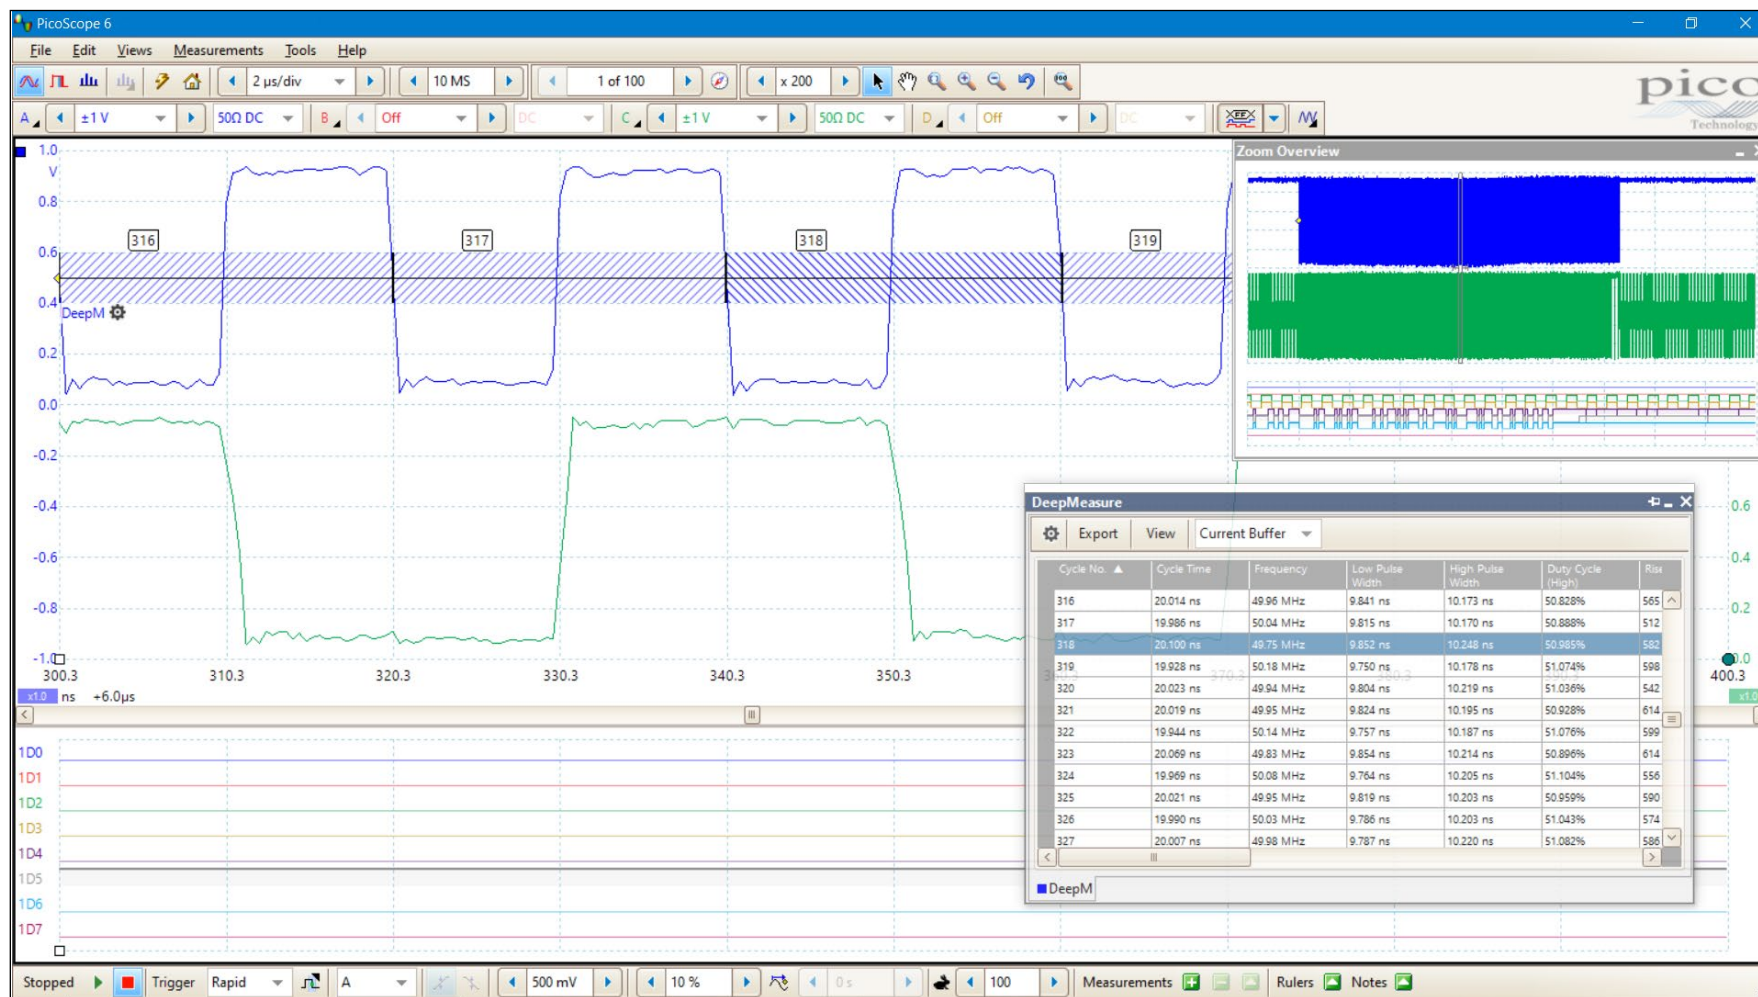 PicoScope 6
File Edit Views Measurements Tools Help
2 µs/div 10 MS 1 of 100 x 200
pico
Technology
A ±1 V 50Ω DC B Off DC C ±1 V 50Ω DC D Off DC
1.0
V
0.8
0.6
0.4
0.2
0.0
-0.2
-0.4
-0.6
-0.8
-1.0
316 317 318 319
DeepM
300.3 310.3 320.3 330.3 340.3 350.3 360.3 370.3 380.3 390.3 400.3
x1.0 ns +6.0µs
0.6
0.4
0.2
0.0
x1.0
Zoom Overview
DeepMeasure
Export View Current Buffer
Cycle No. Cycle Time Frequency Low Pulse Width High Pulse Width Duty Cycle (High) Rise
316 20.014 ns 49.96 MHz 9.841 ns 10.173 ns 50.828% 565
317 19.986 ns 50.04 MHz 9.815 ns 10.170 ns 50.888% 512
318 20.100 ns 49.75 MHz 9.852 ns 10.248 ns 50.985% 582
319 19.928 ns 50.18 MHz 9.750 ns 10.178 ns 51.074% 598
320 20.023 ns 49.94 MHz 9.804 ns 10.219 ns 51.036% 542
321 20.019 ns 49.95 MHz 9.824 ns 10.195 ns 50.928% 614
322 19.944 ns 50.14 MHz 9.757 ns 10.187 ns 51.076% 599
323 20.069 ns 49.83 MHz 9.854 ns 10.214 ns 50.896% 614
324 19.969 ns 50.08 MHz 9.764 ns 10.205 ns 51.104% 556
325 20.021 ns 49.95 MHz 9.819 ns 10.203 ns 50.959% 590
326 19.990 ns 50.03 MHz 9.786 ns 10.203 ns 51.043% 574
327 20.007 ns 49.98 MHz 9.787 ns 10.220 ns 51.082% 586
DeepM
1D0
1D1
1D2
1D3
1D4
1D5
1D6
1D7
Stopped Trigger Rapid A 500 mV 10 % 0 s 100 Measurements Rulers Notes